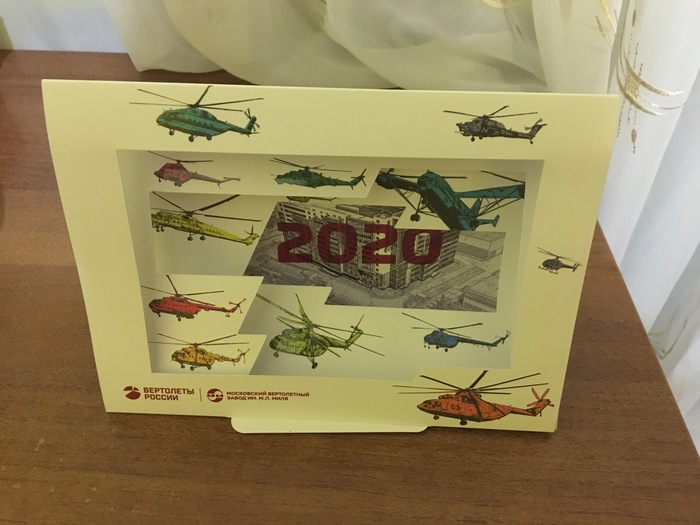 2020
ВЕРТОЛЕТЫ
РОССИИ
МОСКОВСКИЙ ВЕРТОЛЕТНЫЙ
ЗАВОД ИМ. М.Л. МИЛЯ